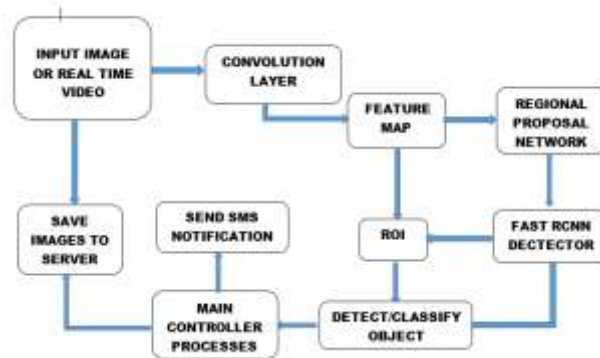 INPUT IMAGE
OR REAL TIME
VIDEO
CONVOLUTION
LAYER
FEATURE
MAP
REGIONAL
PROPOSAL
NETWORK
SAVE
IMAGES TO
SERVER
SEND SMS
NOTIFICATION
ROI
FAST RCNN
DECTECTOR
MAIN
CONTROLLER
PROCESSES
DETECT/CLASSIFY
OBJECT